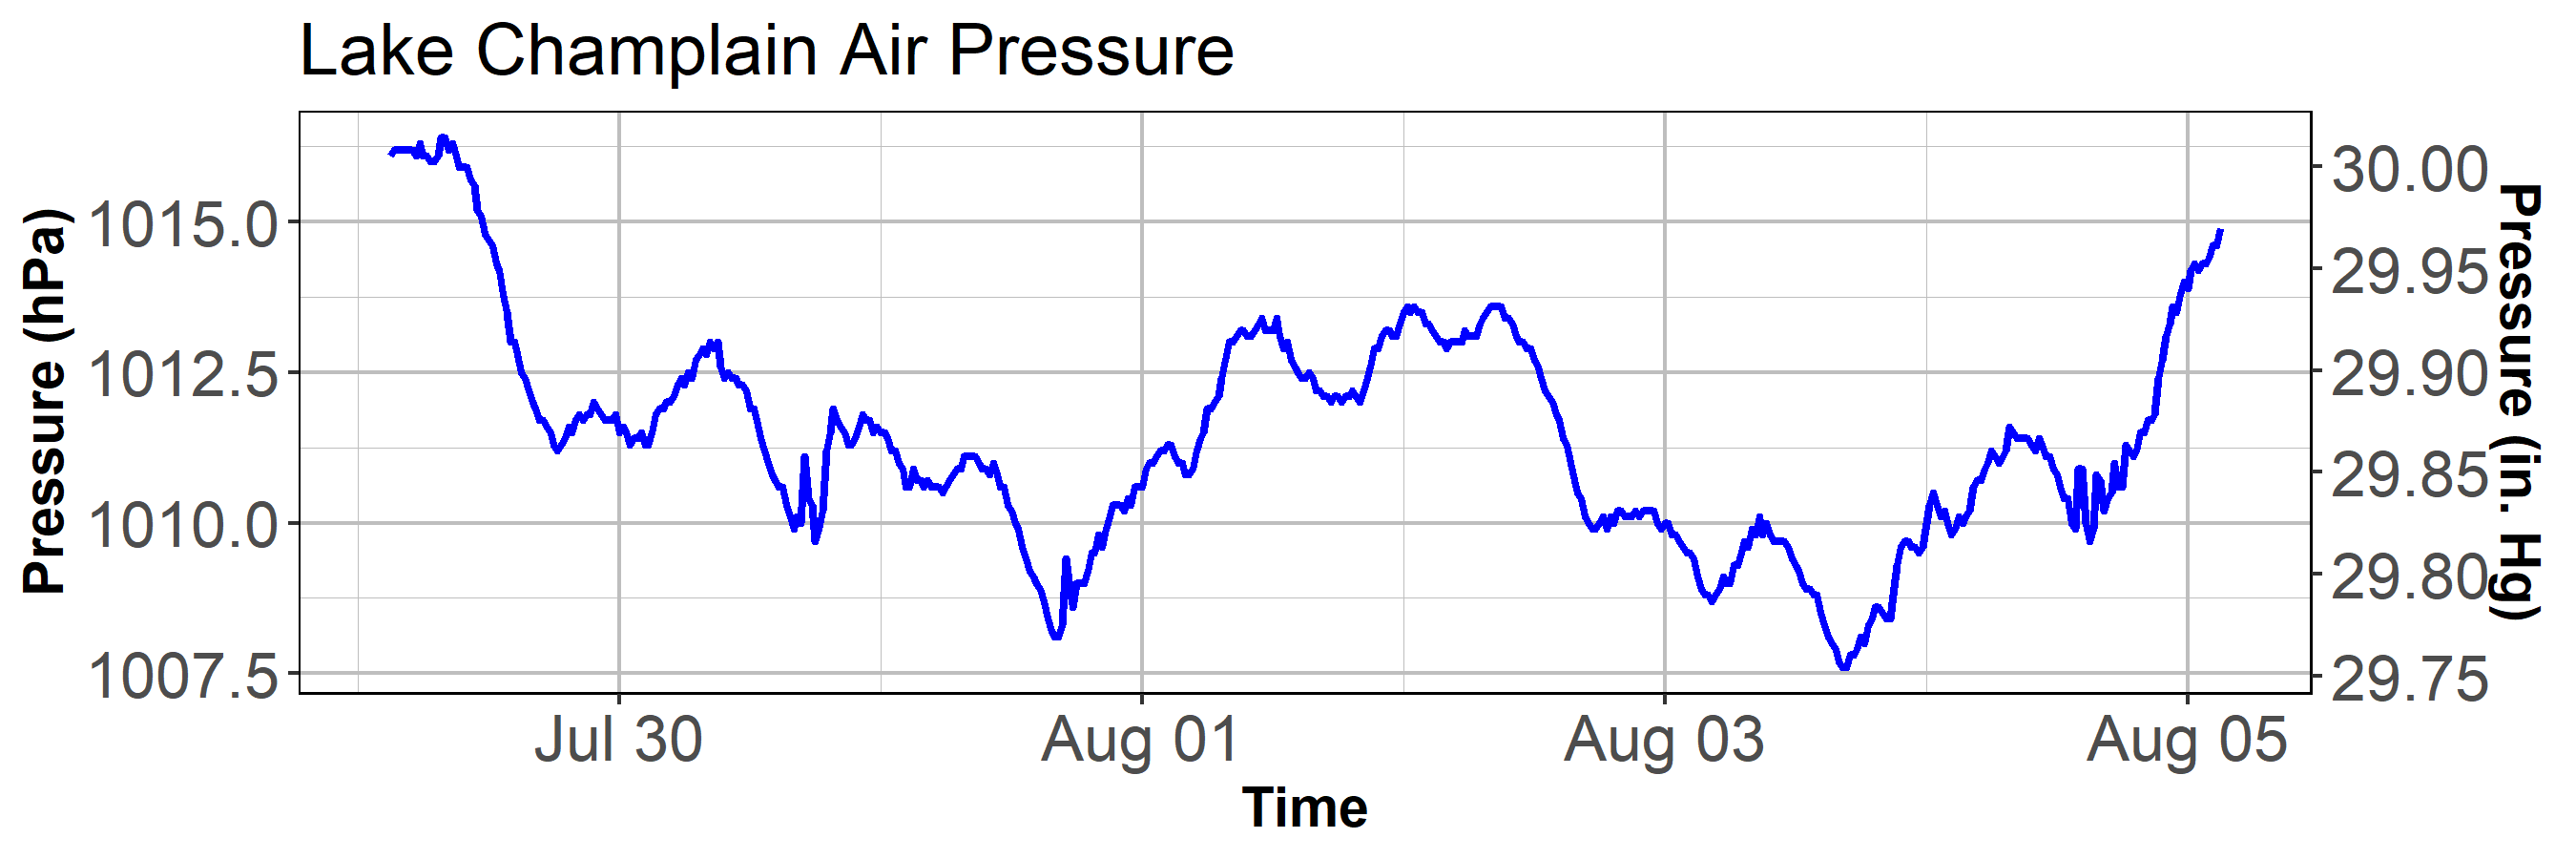 Lake Champlain Air Pressure
Pressure (hPa)
1015.0
1012.5
1010.0
1007.5
30.00
29.95
29.90
29.85
29.80
29.75
Pressure (in. Hg)
Jul 30
Aug 01
Aug 03
Aug 05
Time